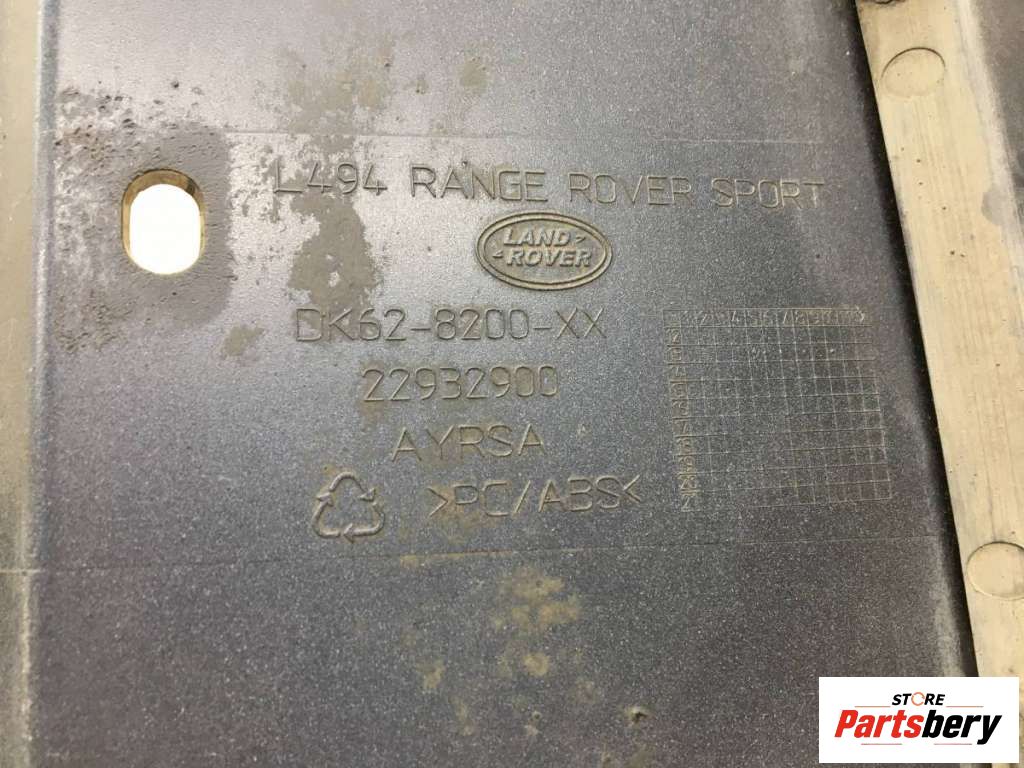 L494 RANGE ROVER SPORT
LAND ROVER
DK62-8200-XX
22932900
AYRSA
>PC/ABS<
STORE
Partsbery